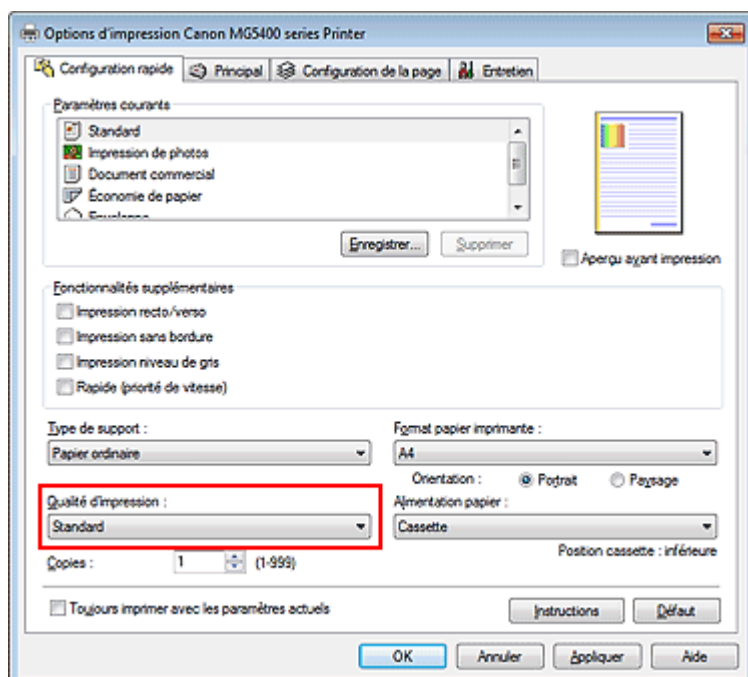 Options d'impression Canon MG5400 series Printer
Configuration rapide Principal Configuration de la page Entretien
Paramètres courants
Standard
Impression de photos
Document commercial
Économie de papier
Enregistrer... Supprimer
Aperçu avant impression
Fonctionnalités supplémentaires
Impression recto/verso
Impression sans bordure
Impression niveau de gris
Rapide (priorité de vitesse)
Type de support : Format papier imprimante :
Papier ordinaire A4
Orientation : Portrait Paysage
Qualité d'impression : Alimentation papier :
Standard Cassette
Copies : 1 (1-999) Position cassette : inférieure
Toujours imprimer avec les paramètres actuels Instructions Défaut
OK Annuler Appliquer Aide